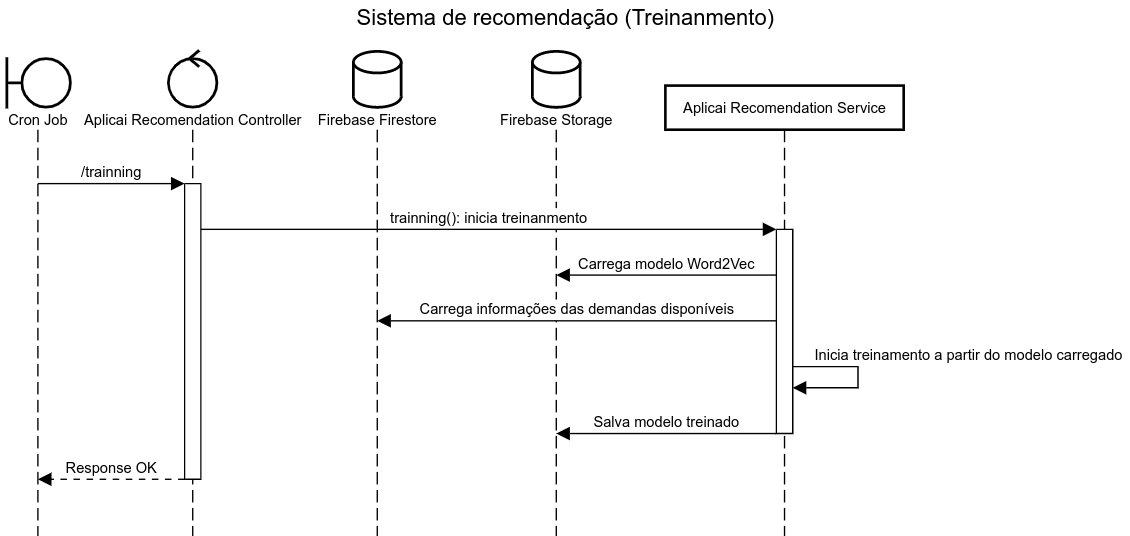 Sistema de recomendação (Treinanmento)
Cron Job
Aplicai Recomendation Controller
Firebase Firestore
Firebase Storage
Aplicai Recomendation Service
/trainning
trainning(): inicia treinanmento
Carrega modelo Word2Vec
Carrega informações das demandas disponíveis
Inicia treinamento a partir do modelo carregado
Salva modelo treinado
Response OK